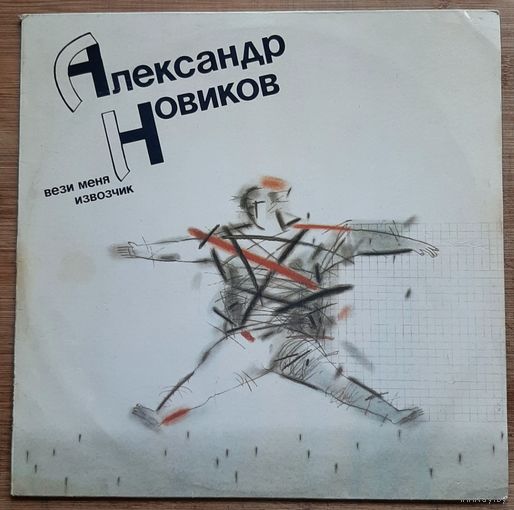 Александр
Новиков
вези меня
извозчик